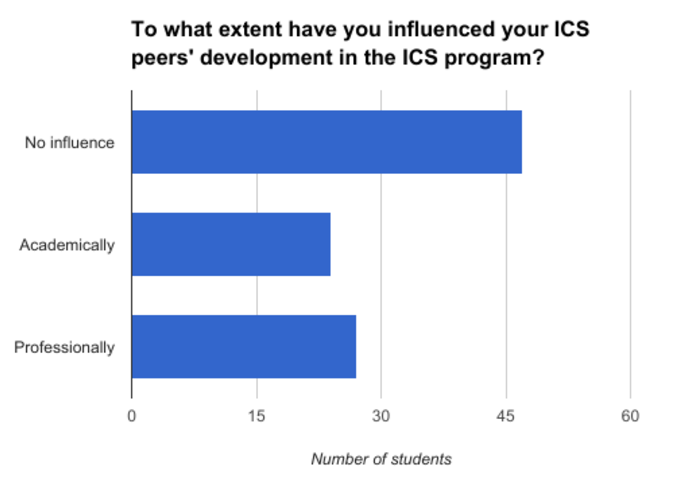 To what extent have you influenced your ICS
peers' development in the ICS program?
No influence
Academically
Professionally
0 15 30 45 60
Number of students